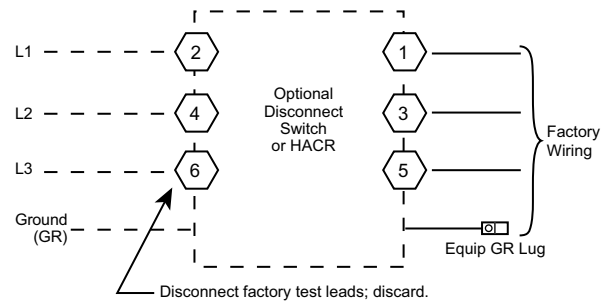 L1
2
1
L2
4
Optional
Disconnect
Switch
or HACR
3
Factory
Wiring
L3
6
5
Ground
(GR)
Equip GR Lug
Disconnect factory test leads; discard.